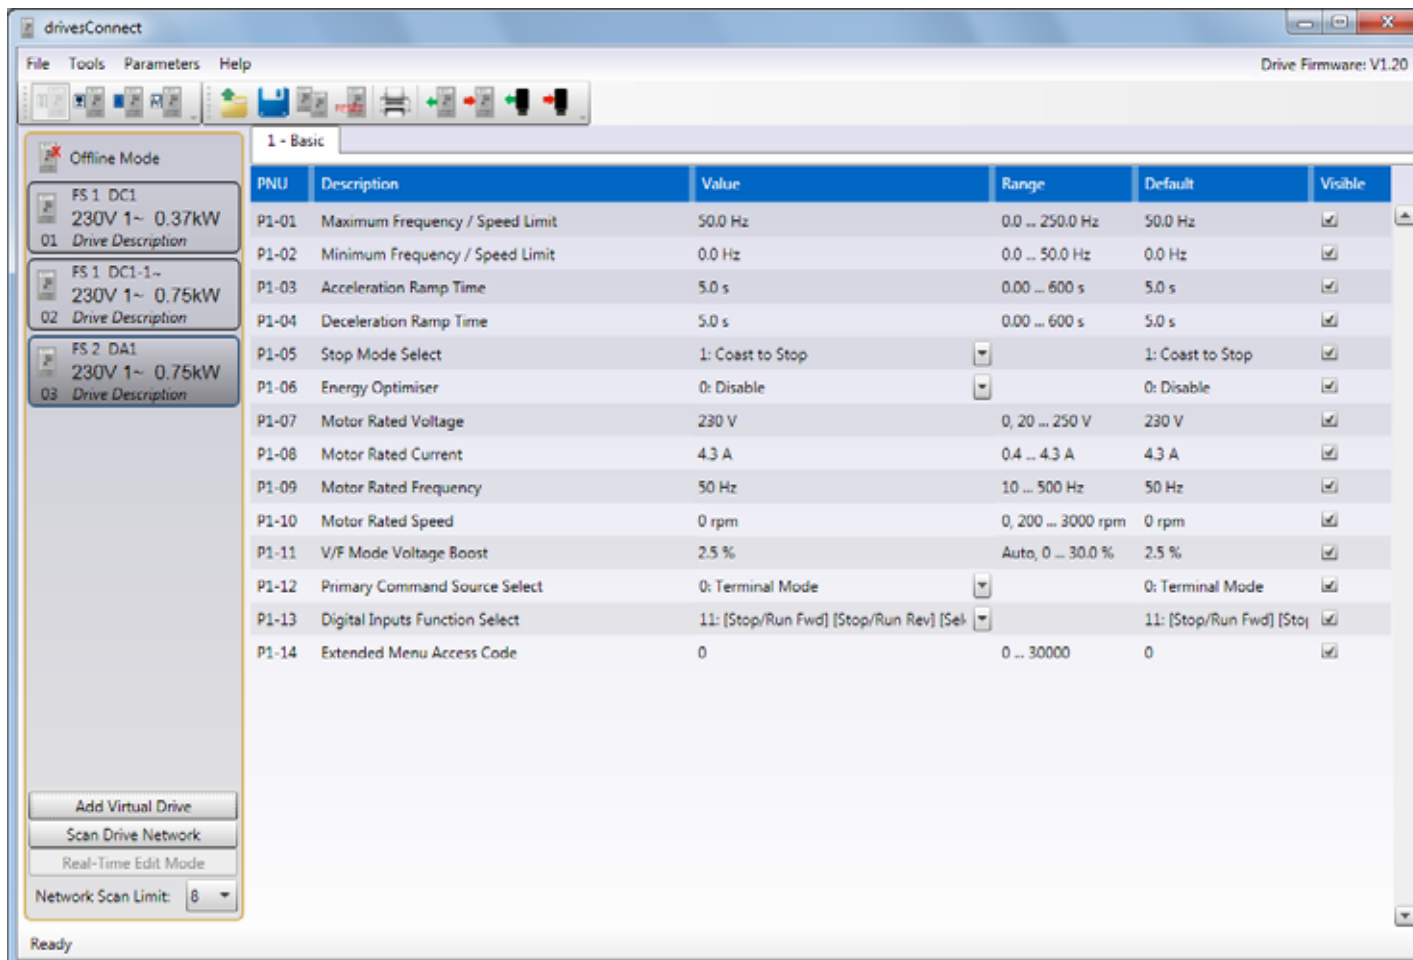 drivesConnect
File Tools Parameters Help
Drive Firmware: V1.20
Offline Mode
FS 1 DC1
230V 1~ 0.37kW
01 Drive Description
FS 1 DC1-1~
230V 1~ 0.75kW
02 Drive Description
FS 2 DA1
230V 1~ 0.75kW
03 Drive Description
Add Virtual Drive
Scan Drive Network
Real-Time Edit Mode
Network Scan Limit: 8
1 - Basic
PNU Description Value Range Default Visible
P1-01 Maximum Frequency / Speed Limit 50.0 Hz 0.0 ... 250.0 Hz 50.0 Hz
P1-02 Minimum Frequency / Speed Limit 0.0 Hz 0.0 ... 50.0 Hz 0.0 Hz
P1-03 Acceleration Ramp Time 5.0 s 0.00 ... 600 s 5.0 s
P1-04 Deceleration Ramp Time 5.0 s 0.00 ... 600 s 5.0 s
P1-05 Stop Mode Select 1: Coast to Stop 1: Coast to Stop
P1-06 Energy Optimiser 0: Disable 0: Disable
P1-07 Motor Rated Voltage 230 V 0, 20 ... 250 V 230 V
P1-08 Motor Rated Current 4.3 A 0.4 ... 4.3 A 4.3 A
P1-09 Motor Rated Frequency 50 Hz 10 ... 500 Hz 50 Hz
P1-10 Motor Rated Speed 0 rpm 0, 200 ... 3000 rpm 0 rpm
P1-11 V/F Mode Voltage Boost 2.5 % Auto, 0 ... 30.0 % 2.5 %
P1-12 Primary Command Source Select 0: Terminal Mode 0: Terminal Mode
P1-13 Digital Inputs Function Select 11: [Stop/Run Fwd] [Stop/Run Rev] [Sel 11: [Stop/Run Fwd] [Stop
P1-14 Extended Menu Access Code 0 0 ... 30000 0
Ready